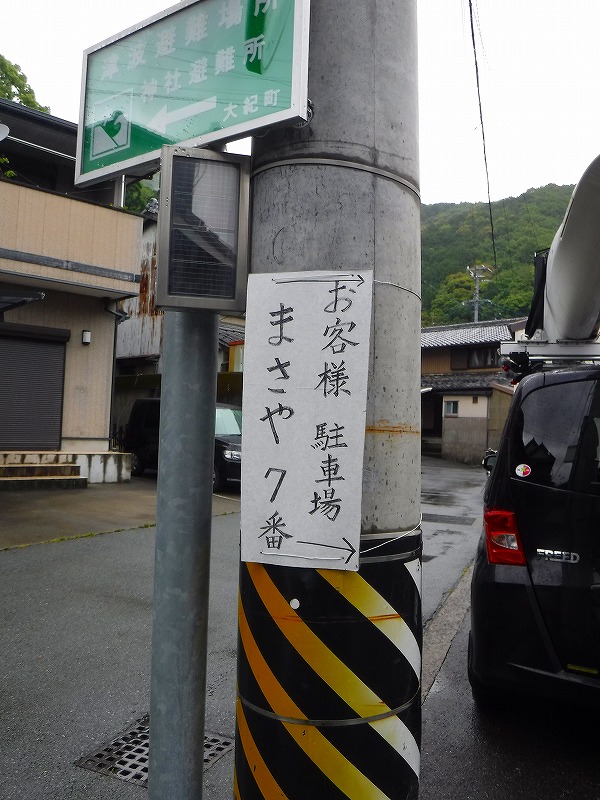 津波避難場所
神社避難所
大紀町
お客様 駐車場
まさや 7番
FREED